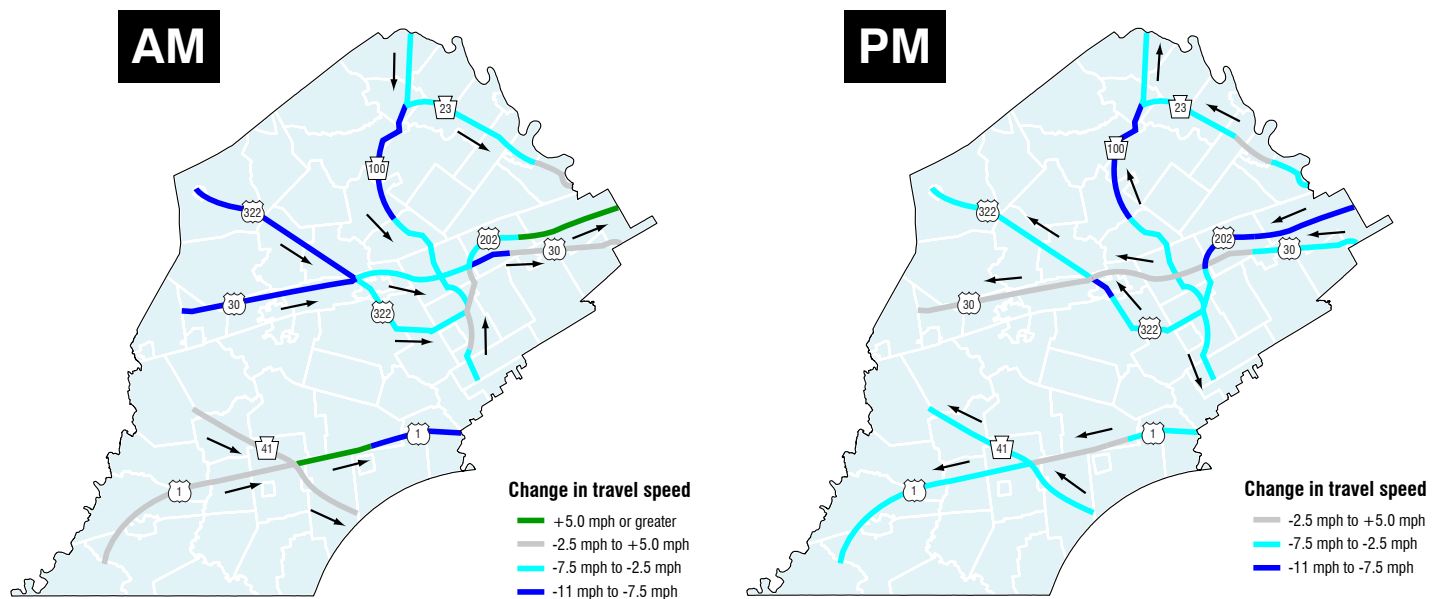 AM
23
100
322
202
30
30
322
41
1
1
Change in travel speed
+5.0 mph or greater
-2.5 mph to +5.0 mph
-7.5 mph to -2.5 mph
-11 mph to -7.5 mph
PM
23
100
322
202
30
30
322
41
1
1
Change in travel speed
-2.5 mph to +5.0 mph
-7.5 mph to -2.5 mph
-11 mph to -7.5 mph